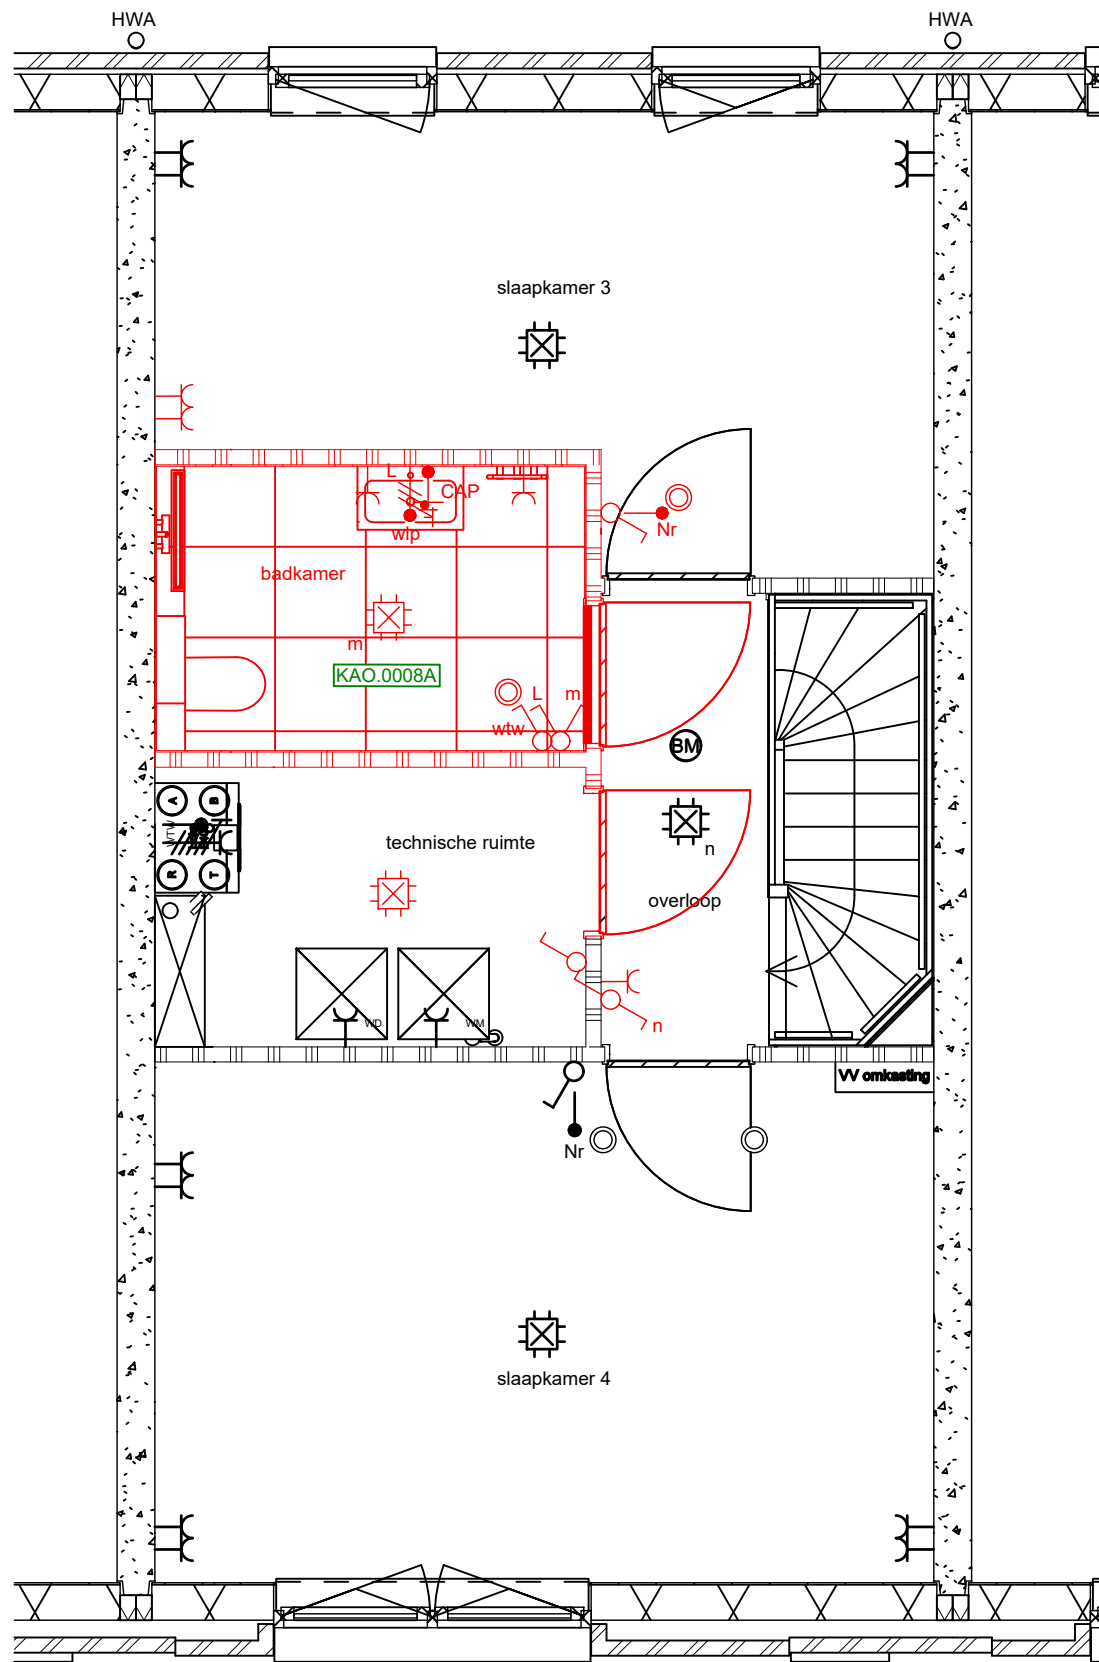 HWA HWA
slaapkamer 3
L
CAP
wlp
Nr
badkamer
m
KAO.0008A
L m
wtw
BM
A B
WTW
R T
technische ruimte
n
overloop
n
WD WM
VV omkasting
Nr
slaapkamer 4